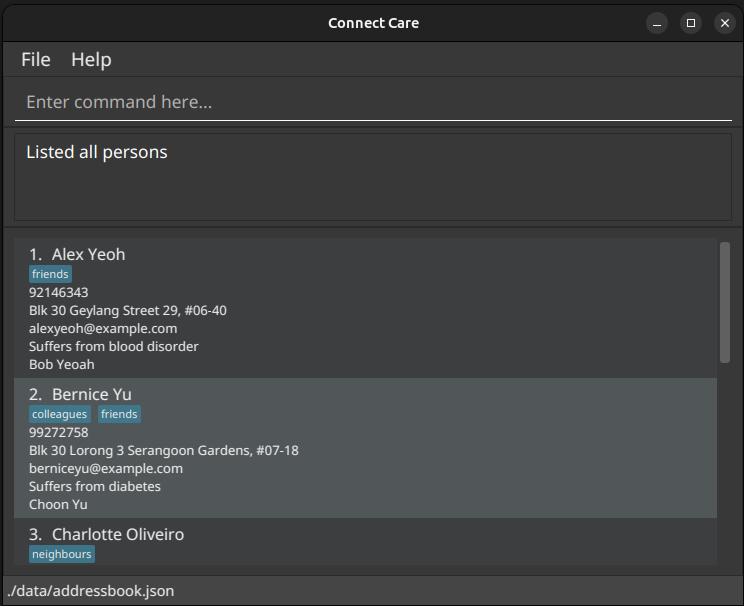 Connect Care
File Help
Enter command here...
Listed all persons
1. Alex Yeoh
friends
92146343
Blk 30 Geylang Street 29, #06-40
alexyeoh@example.com
Suffers from blood disorder
Bob Yeoah
2. Bernice Yu
colleagues friends
99272758
Blk 30 Lorong 3 Serangoon Gardens, #07-18
berniceyu@example.com
Suffers from diabetes
Choon Yu
3. Charlotte Oliveiro
neighbours
./data/addressbook.json